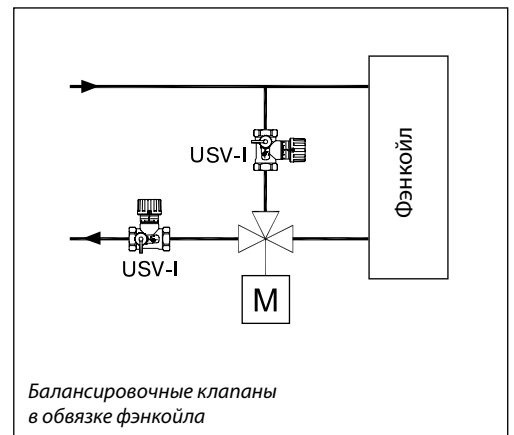 USV-I
Фэнкойл
USV-I
M
Балансировочные клапаны
в обвязке фэнкойла